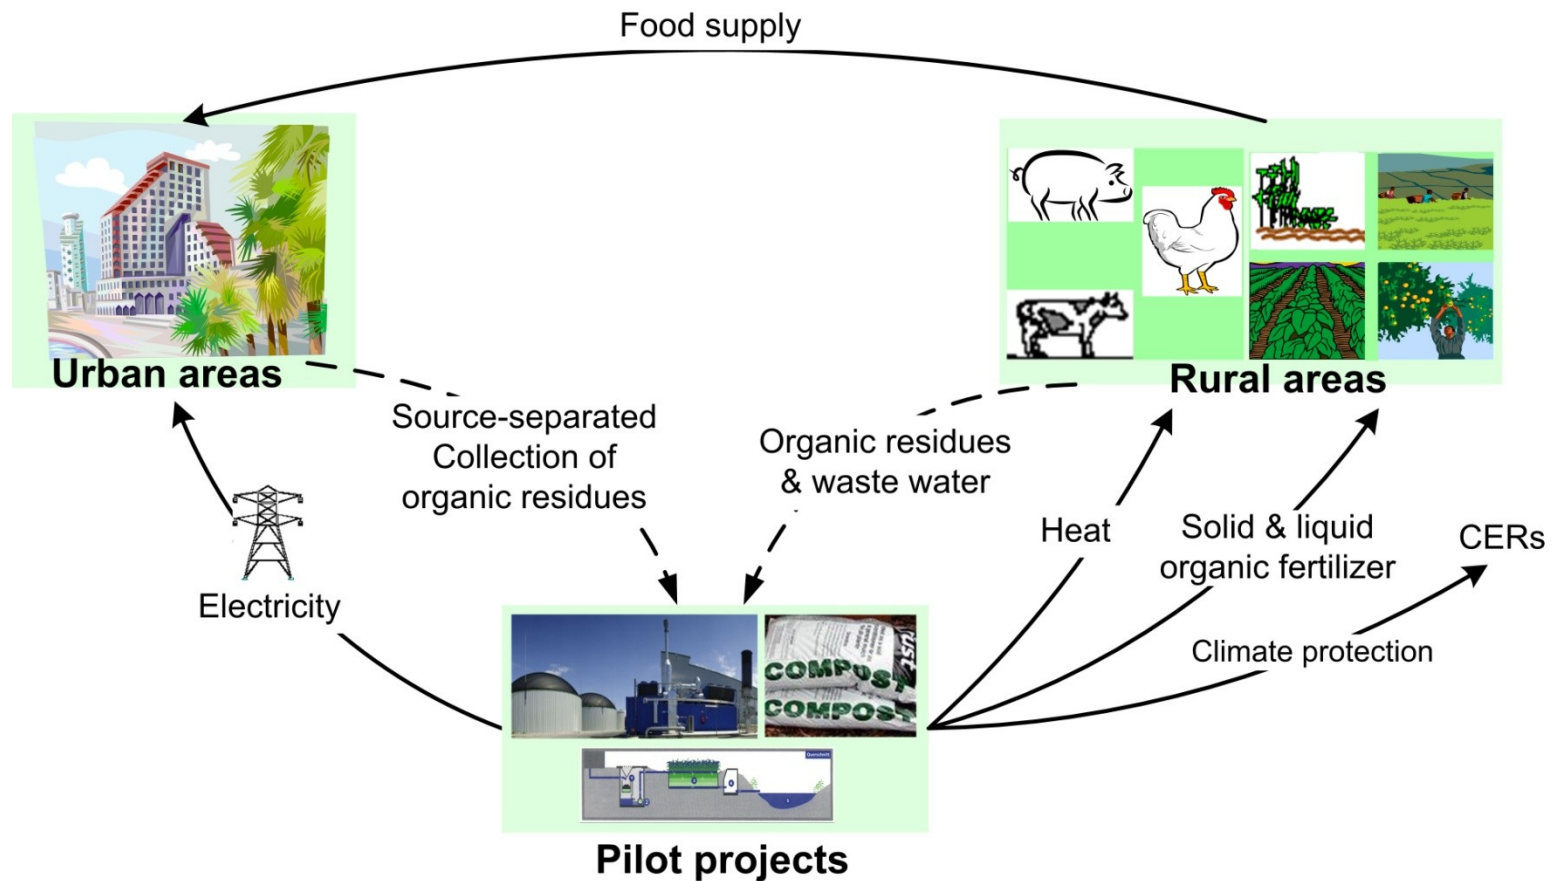 Food supply
Urban areas
Rural areas
Source-separated
Collection of
organic residues
Organic residues
& waste water
Heat
Solid & liquid
organic fertilizer
CERs
Electricity
Climate protection
COMPOST
COMPOST
Pilot projects